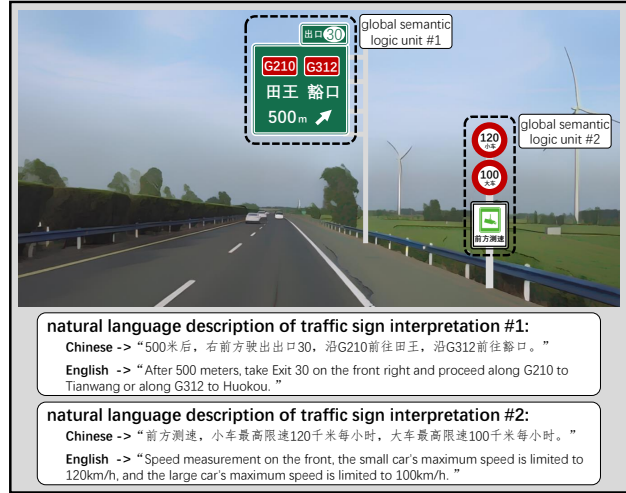 出口 30
global semantic
logic unit #1
G210 G312
田王 豁口
500m
120
小车
global semantic
logic unit #2
100
大车
前方测速
natural language description of traffic sign interpretation #1:
Chinese -> “500米后，右前方驶出出口30，沿G210前往田王，沿G312前往豁口。”
English -> “After 500 meters, take Exit 30 on the front right and proceed along G210 to
Tianwang or along G312 to Huokou. ”
natural language description of traffic sign interpretation #2:
Chinese -> “前方测速，小车最高限速120千米每小时，大车最高限速100千米每小时。”
English -> “Speed measurement on the front, the small car's maximum speed is limited to
120km/h, and the large car's maximum speed is limited to 100km/h. ”